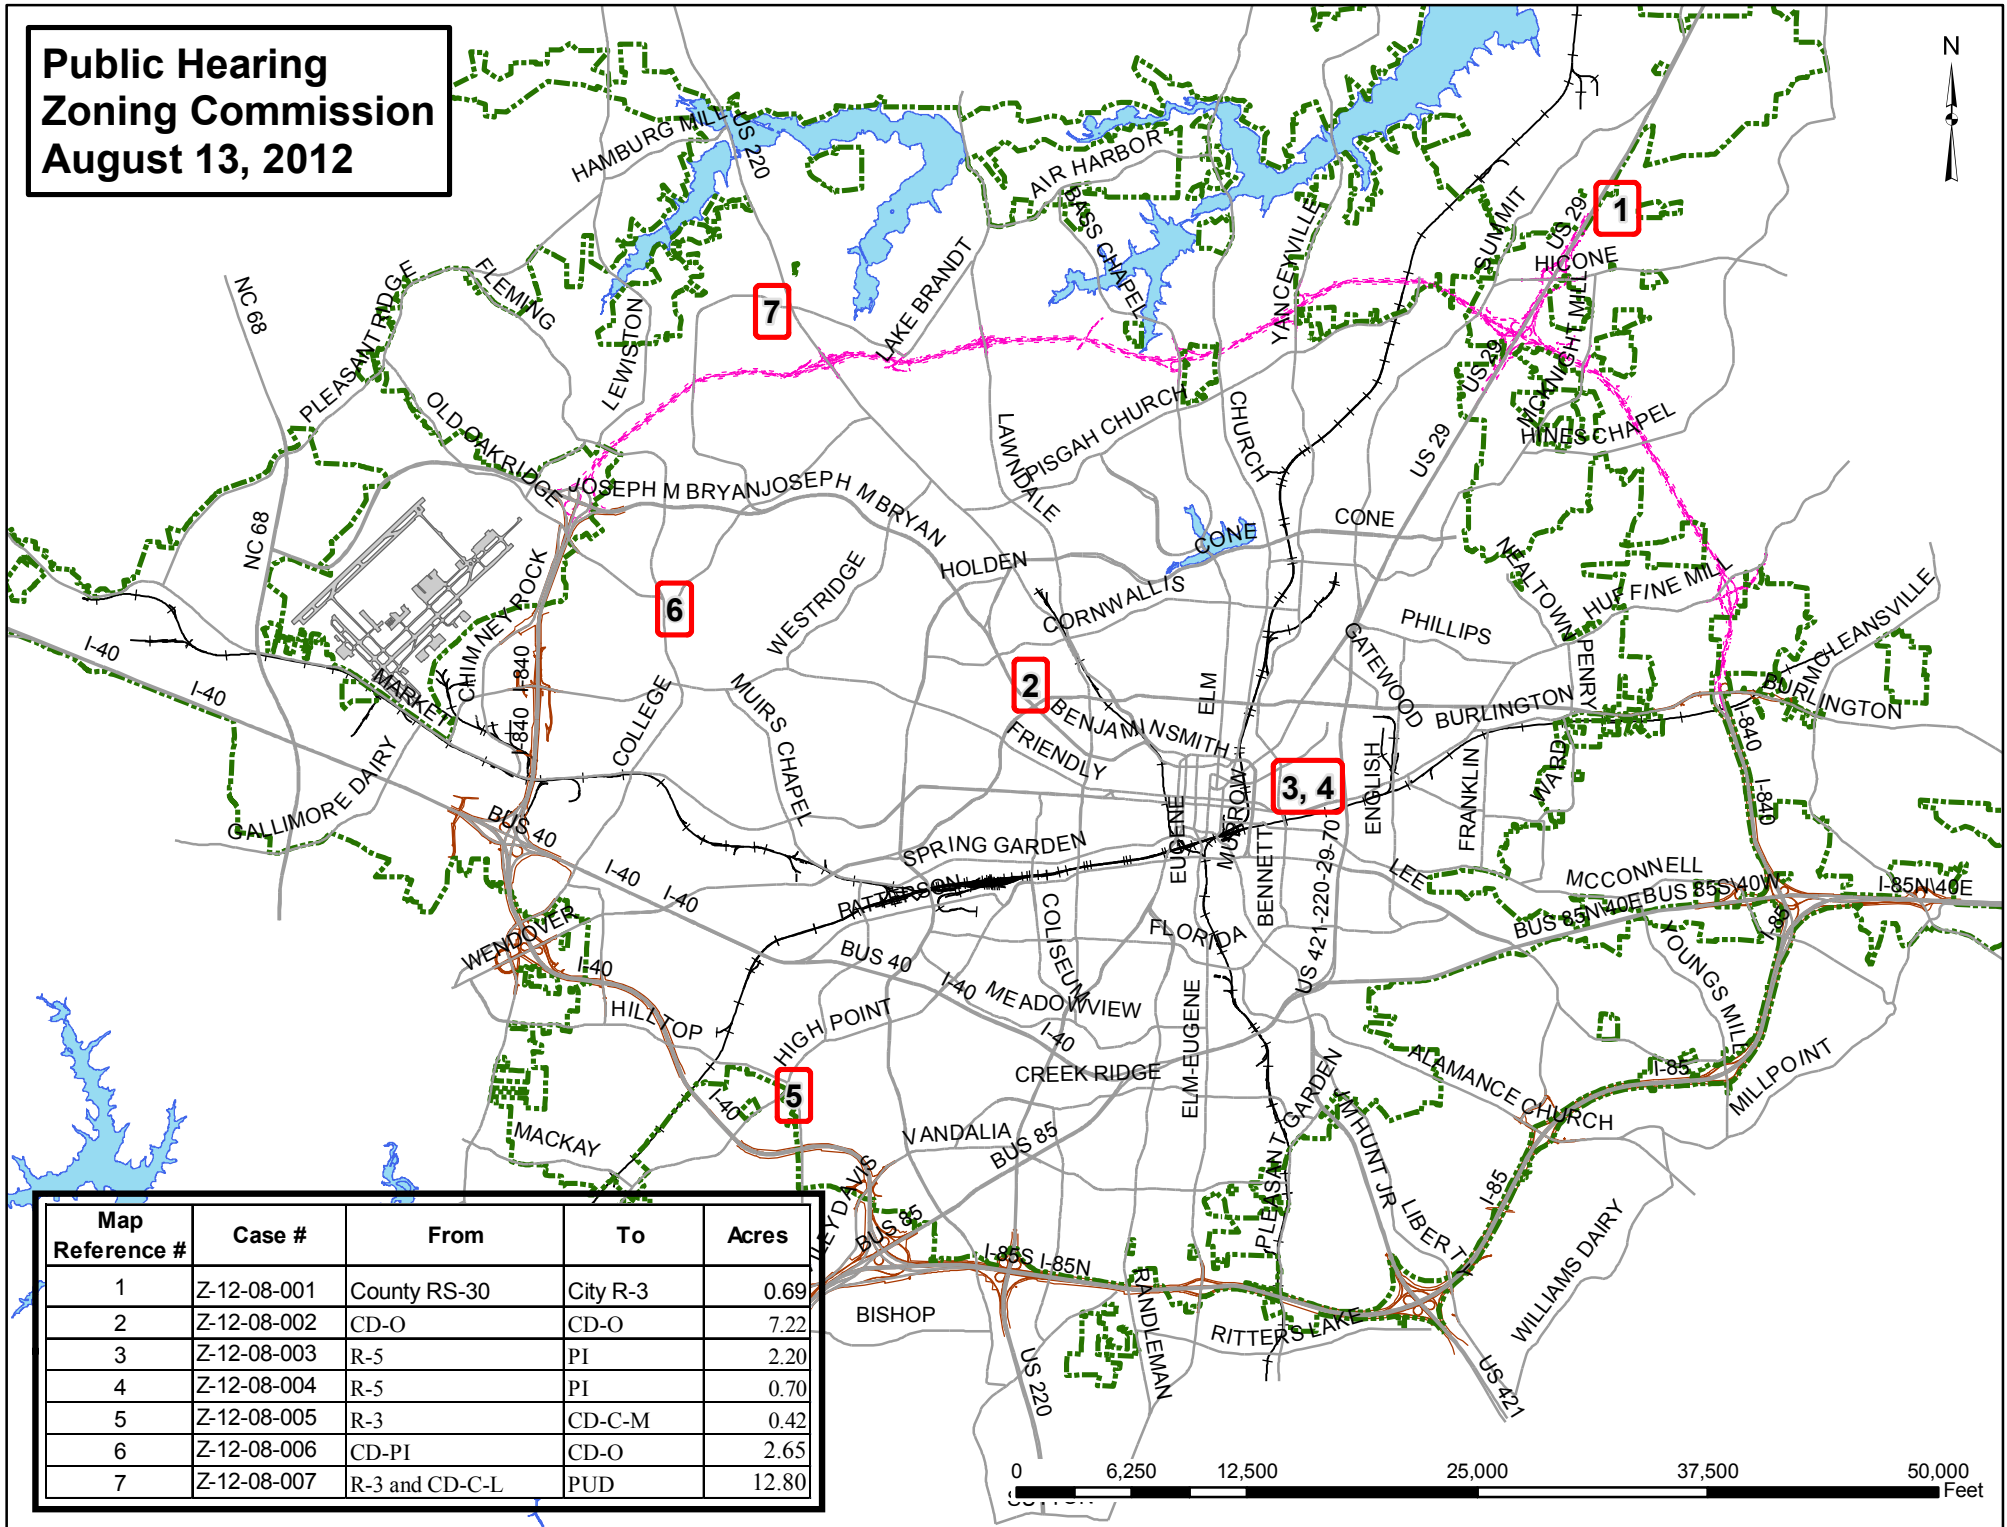 Public Hearing
Zoning Commission
August 13, 2012
N
HAMBURG MILL
US 220
AIR HARBOR
BASS CHAPEL
YANCEYVILLE
SUMMIT
US 29
1
HICONE
NC 68
PLEASANT RIDGE
FLEMING
LEWISTON
7
LAKE BRANDT
MCKNIGHT MILL
US 29
OLD OAK RIDGE
LAWNDALE
PISGAH CHURCH
CHURCH
US 29
HINES CHAPEL
JOSEPH M BRYAN
JOSEPH M BRYAN
NC 68
CHIMNEY ROCK
WESTRIDGE
HOLDEN
CONE
CONE
CORNWALLIS
NEALTOWN
HUFFINE MILL
MCLEANSVILLE
I-40
I-40
6
PHILLIPS
GATEWOOD
PENRY
I-840
I-840
MARKET
COLLEGE
MUIRS CHAPEL
2
ELM
BENJAMIN
SMITH
FRIENDLY
BURLINGTON
BURLINGTON
I-840
I-840
GALLIMORE DAIRY
3, 4
ENGLISH
FRANKLIN
WARD
BUS 40
I-40
I-40
SPRING GARDEN
PATTERSON
EUGENE
MURROW
BENNETT
US 421-220-29-70
LEE
MCCONNELL
BUS 85N\40E
BUS 85S\40W
I-85N\40E
WENDOVER
I-40
BUS 40
COLISEUM
FLORIDA
I-85
YOUNGS MILL
HILLTOP
HIGH POINT
I-40
MEADOWVIEW
I-40
ELM-EUGENE
CREEK RIDGE
ALAMANCE CHURCH
I-85
MILLPOINT
5
I-40
MACKAY
VANDALIA
BUS 85
PLEASANT GARDEN
JIMHUNT JR
LIBERTY
I-85
WILLIAMS DAIRY
BUS 85
I-85S I-85N
BISHOP
RANDLEMAN
RITTERS LAKE
US 220
US 421
Map Reference # Case # From To Acres
1 Z-12-08-001 County RS-30 City R-3 0.69
2 Z-12-08-002 CD-O CD-O 7.22
3 Z-12-08-003 R-5 PI 2.20
4 Z-12-08-004 R-5 PI 0.70
5 Z-12-08-005 R-3 CD-C-M 0.42
6 Z-12-08-006 CD-PI CD-O 2.65
7 Z-12-08-007 R-3 and CD-C-L PUD 12.80
0 6,250 12,500 25,000 37,500 50,000
Feet